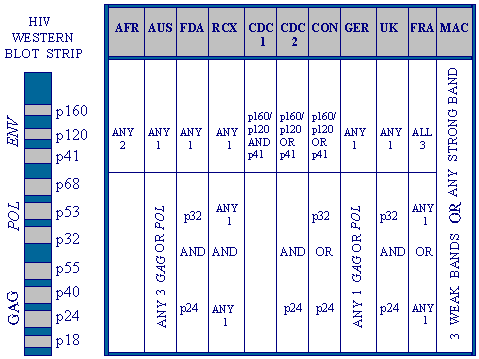 HIV
WESTERN
BLOT STRIP
ENV
POL
GAG
p160
p120
p41
p68
p53
p32
p55
p40
p24
p18
AFR AUS FDA RCX CDC 1 CDC 2 CON GER UK FRA MAC
ANY 2
ANY 1
ANY 3 GAG OR POL
ANY 1
p32
AND
p24
ANY 1
ANY 1
AND
ANY 1
p160/
p120
AND
p41
p160/
p120
OR
p41
AND
p24
p160/
p120
OR
p41
p32
OR
p24
ANY 1
ANY 1 GAG OR POL
ANY 1
p32
AND
p24
ALL 3
ANY 1
OR
ANY 1
3 WEAK BANDS OR ANY STRONG BAND